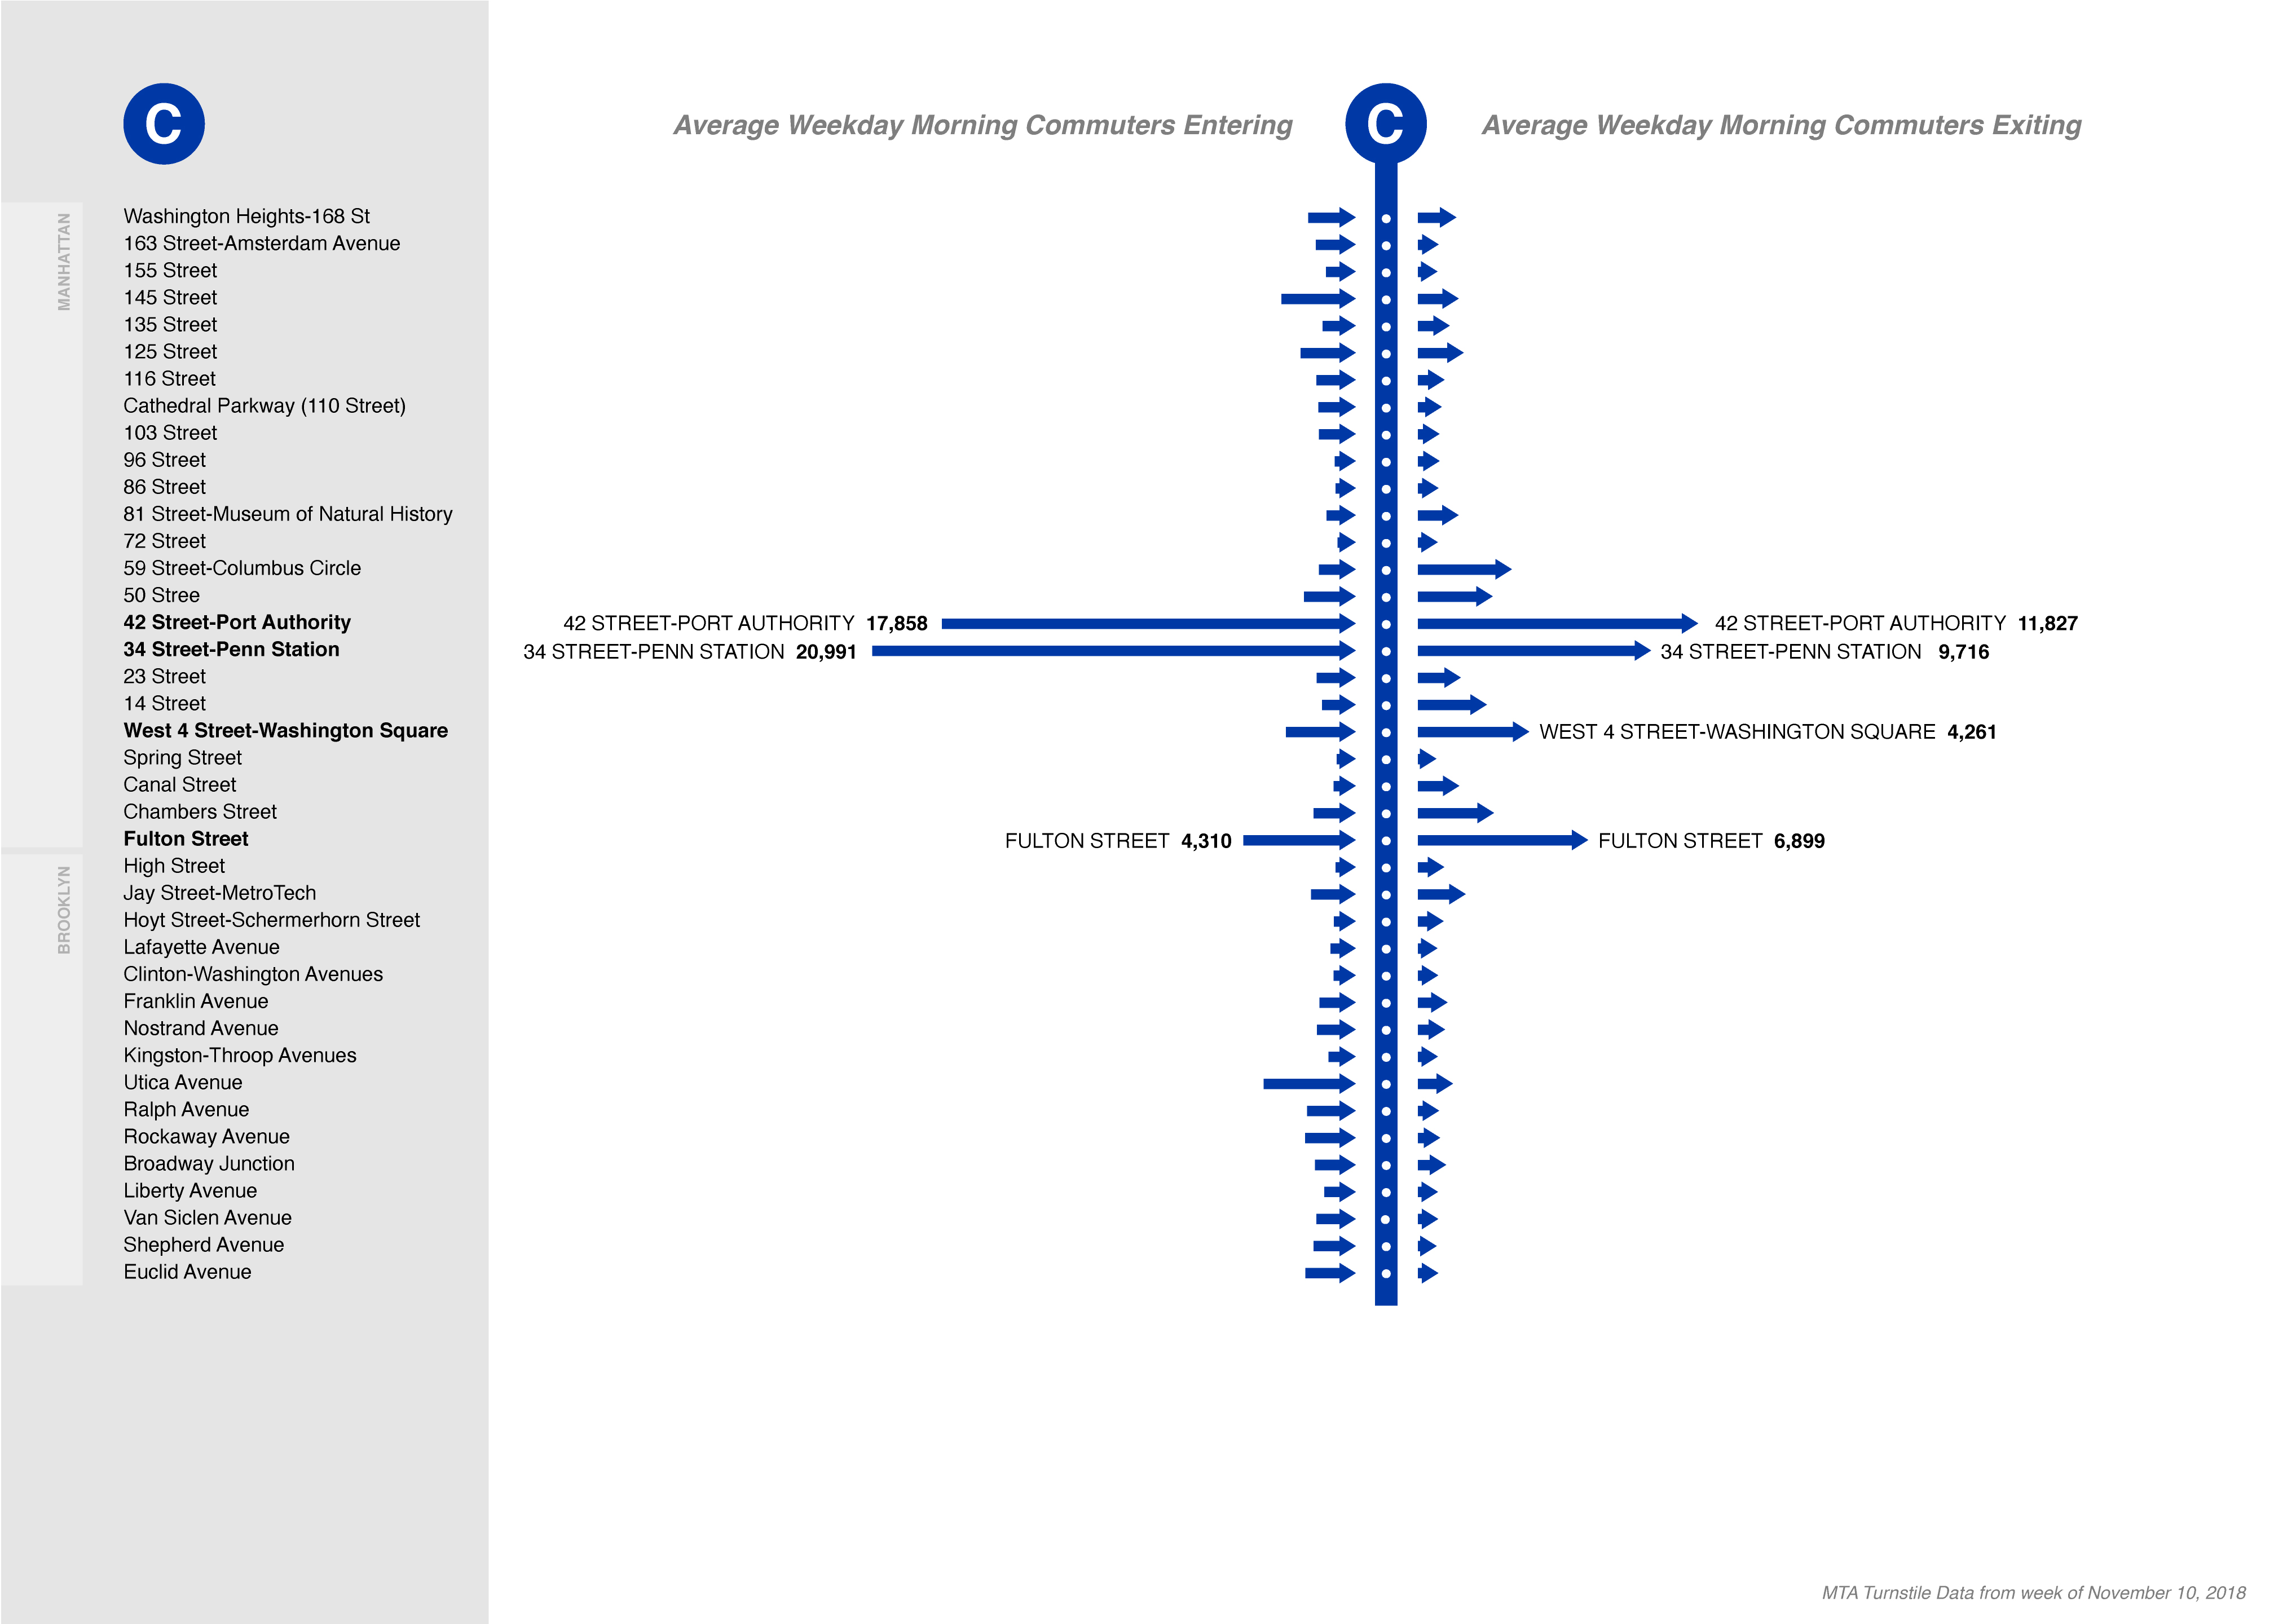 C
MANHATTAN
Washington Heights-168 St
163 Street-Amsterdam Avenue
155 Street
145 Street
135 Street
125 Street
116 Street
Cathedral Parkway (110 Street)
103 Street
96 Street
86 Street
81 Street-Museum of Natural History
72 Street
59 Street-Columbus Circle
50 Stree
42 Street-Port Authority
34 Street-Penn Station
23 Street
14 Street
West 4 Street-Washington Square
Spring Street
Canal Street
Chambers Street
Fulton Street
BROOKLYN
High Street
Jay Street-MetroTech
Hoyt Street-Schermerhorn Street
Lafayette Avenue
Clinton-Washington Avenues
Franklin Avenue
Nostrand Avenue
Kingston-Throop Avenues
Utica Avenue
Ralph Avenue
Rockaway Avenue
Broadway Junction
Liberty Avenue
Van Siclen Avenue
Shepherd Avenue
Euclid Avenue
Average Weekday Morning Commuters Entering
C
Average Weekday Morning Commuters Exiting
42 STREET-PORT AUTHORITY 17,858
42 STREET-PORT AUTHORITY 11,827
34 STREET-PENN STATION 20,991
34 STREET-PENN STATION 9,716
WEST 4 STREET-WASHINGTON SQUARE 4,261
FULTON STREET 4,310
FULTON STREET 6,899
MTA Turnstile Data from week of November 10, 2018